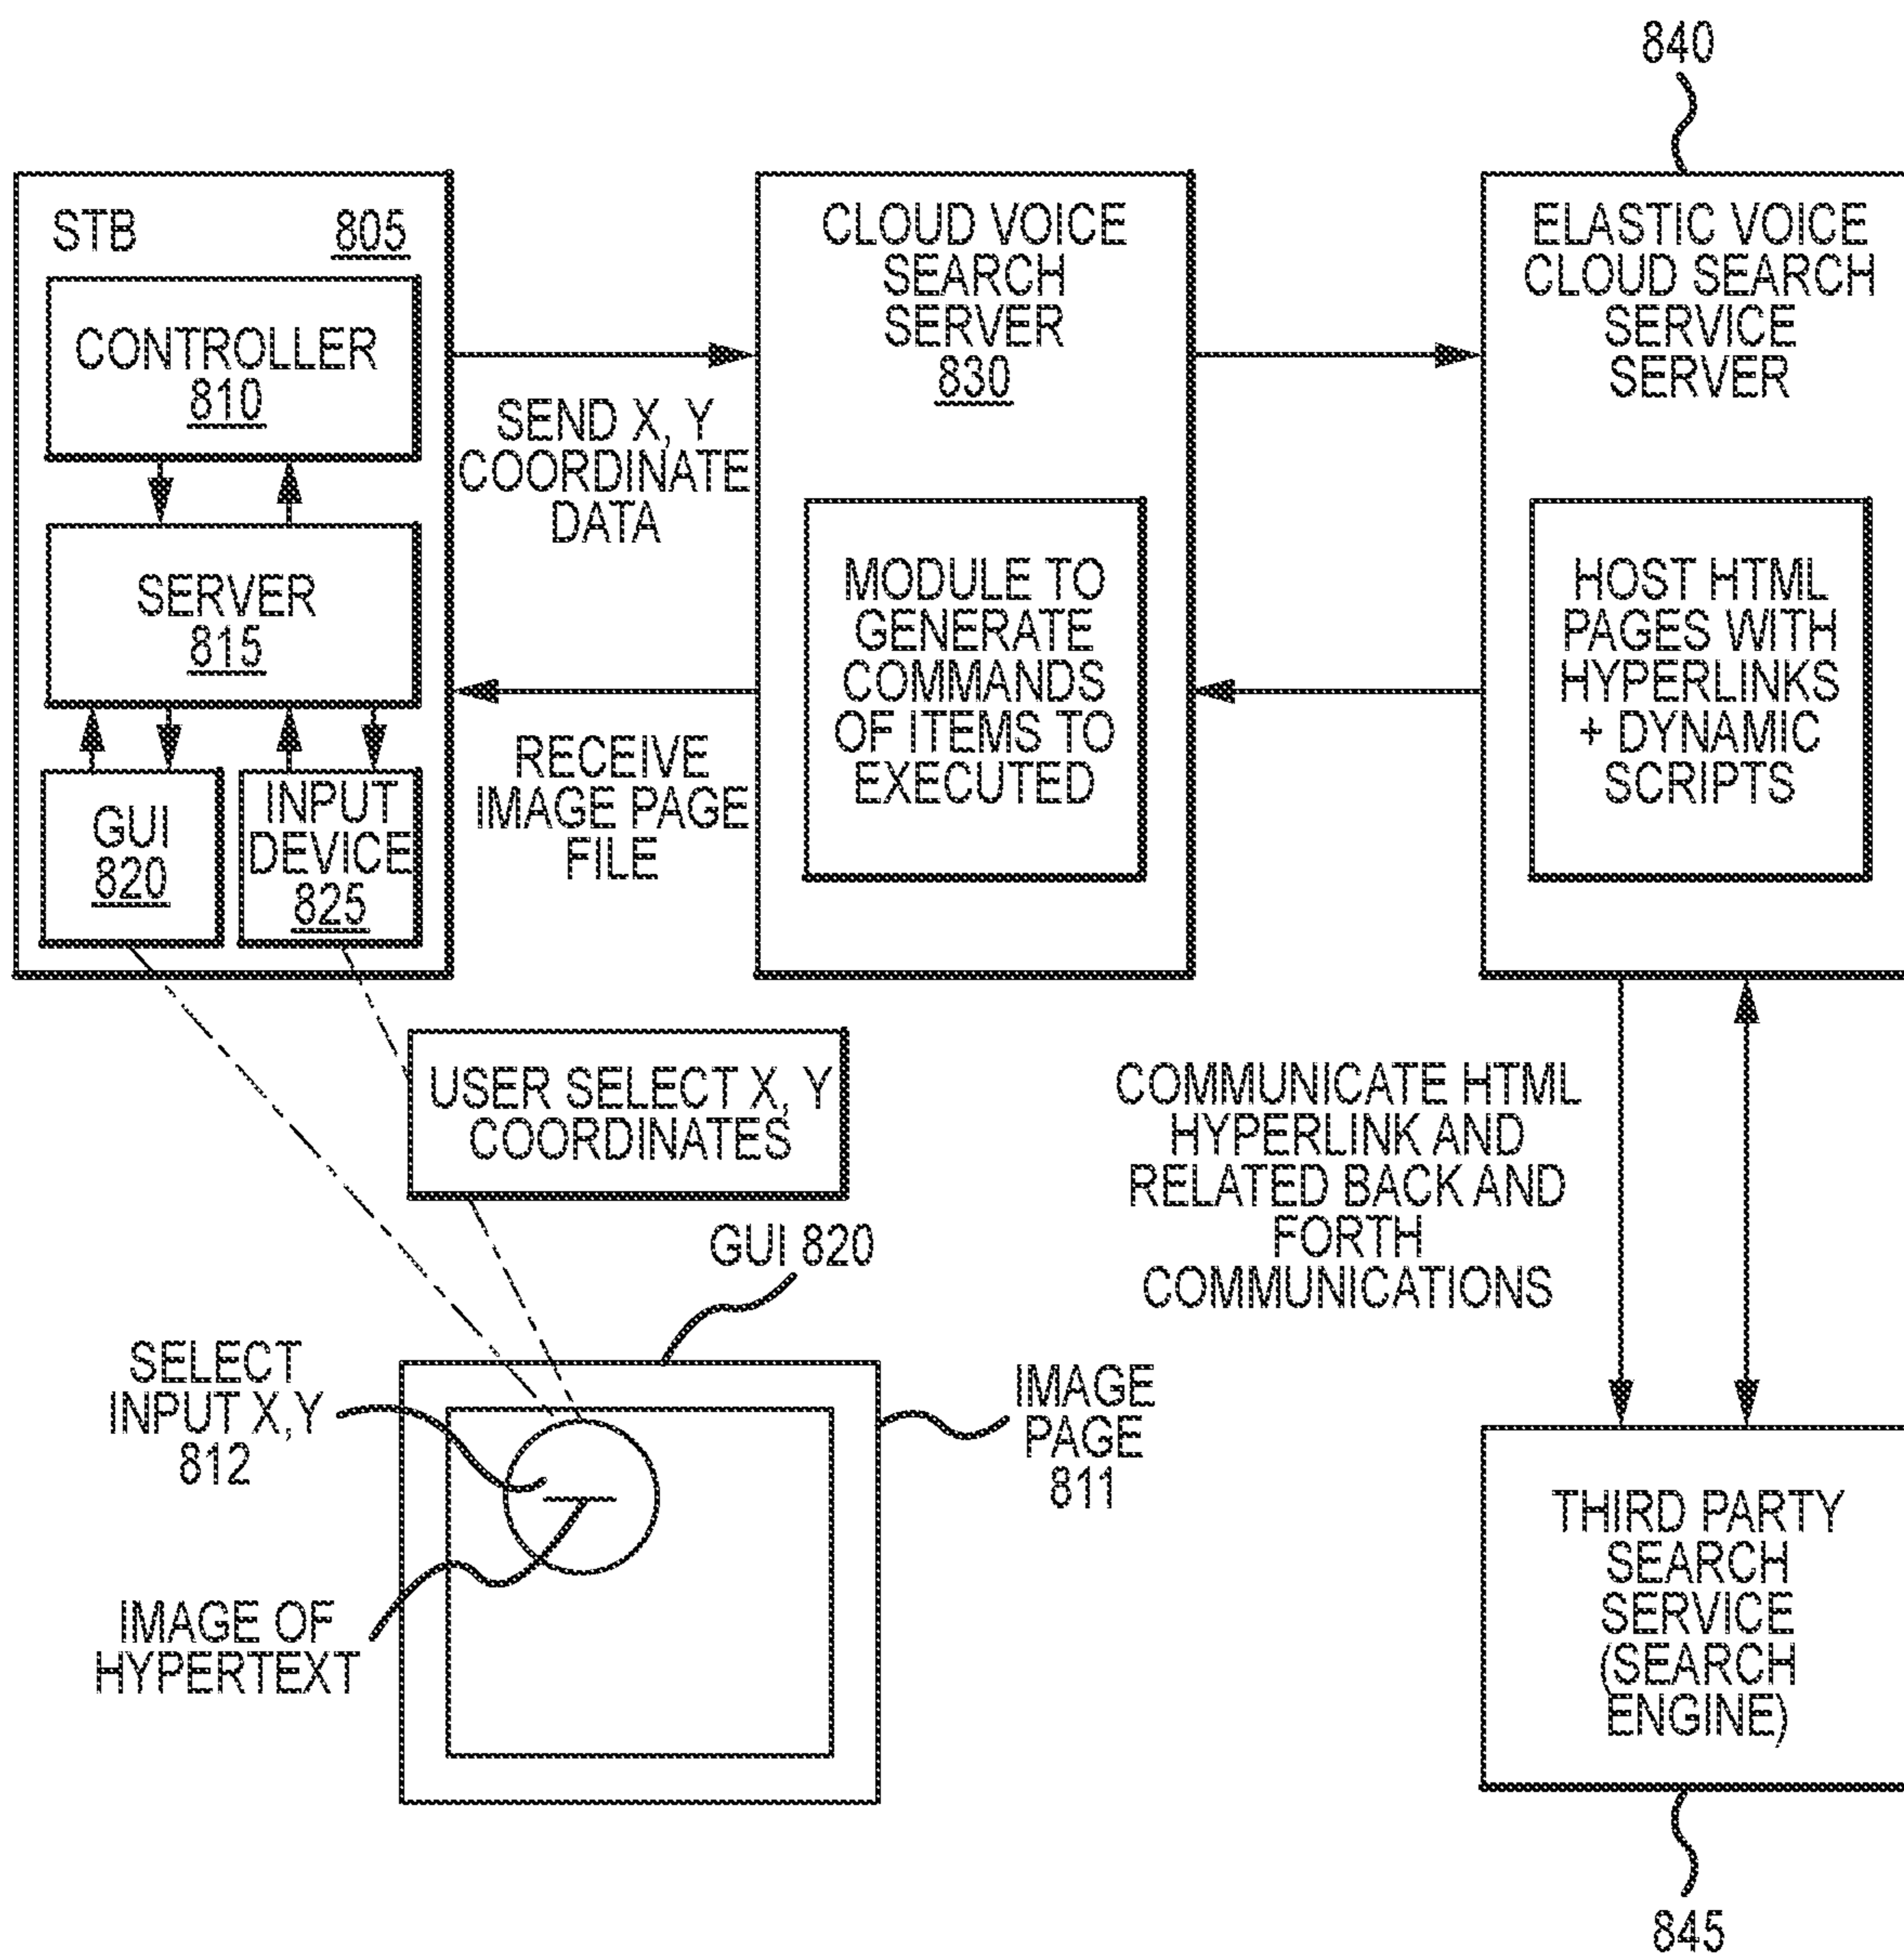 840
STB 805
CONTROLLER
810
SERVER
815
GUI
820
INPUT
DEVICE
825
SEND X, Y
COORDINATE
DATA
RECEIVE
IMAGE PAGE
FILE
CLOUD VOICE
SEARCH
SERVER
830
MODULE TO
GENERATE
COMMANDS
OF ITEMS TO
EXECUTED
ELASTIC VOICE
CLOUD SEARCH
SERVICE
SERVER
HOST HTML
PAGES WITH
HYPERLINKS
+ DYNAMIC
SCRIPTS
USER SELECT X, Y
COORDINATES
COMMUNICATE HTML
HYPERLINK AND
RELATED BACK AND
FORTH
COMMUNICATIONS
GUI 820
SELECT
INPUT X,Y
812
IMAGE
PAGE
811
IMAGE OF
HYPERTEXT
THIRD PARTY
SEARCH
SERVICE
(SEARCH
ENGINE)
845